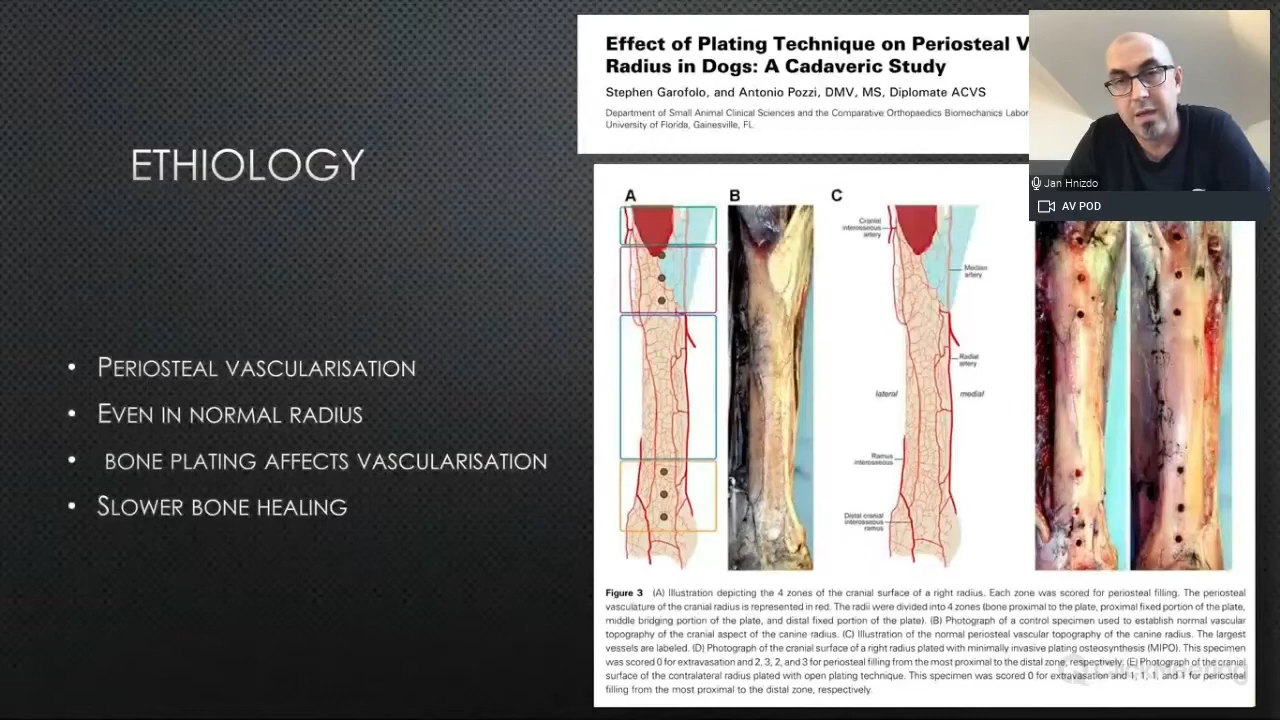 ETHIOLOGY
• PERIOSTEAL VASCULARISATION
• EVEN IN NORMAL RADIUS
• BONE PLATING AFFECTS VASCULARISATION
• SLOWER BONE HEALING
Effect of Plating Technique on Periosteal V
Radius in Dogs: A Cadaveric Study
Stephen Garofolo, and Antonio Pozzi, DMV, MS, Diplomate ACVS
Department of Small Animal Clinical Sciences and the Comparative Orthopaedics Biomechanics Labor
University of Florida, Gainesville, FL.
Jan Hnizdo
AV POD
A B C
Cranial
interosseous
artery
Median
artery
Radial
artery
lateral medial
Ramus
interosseous
Distal cranial
interosseous
ramus
Figure 3 (A) Illustration depicting the 4 zones of the cranial surface of a right radius. Each zone was scored for periosteal filling. The periosteal
vasculature of the cranial radius is represented in red. The radii were divided into 4 zones (bone proximal to the plate, proximal fixed portion of the plate,
middle bridging portion of the plate, and distal fixed portion of the plate). (B) Photograph of a control specimen used to establish normal vascular
topography of the cranial aspect of the canine radius. (C) Illustration of the normal periosteal vascular topography of the canine radius. The largest
vessels are labeled. (D) Photograph of the cranial surface of a right radius plated with minimally invasive plating osteosynthesis (MIPO). This specimen
was scored 0 for extravasation and 2, 3, 2, and 3 for periosteal filling from the most proximal to the distal zone, respectively. (E) Photograph of the cranial
surface of the contralateral radius plated with open plating technique. This specimen was scored 0 for extravasation and 1, 1, 1, and 1 for periosteal
filling from the most proximal to the distal zone, respectively.